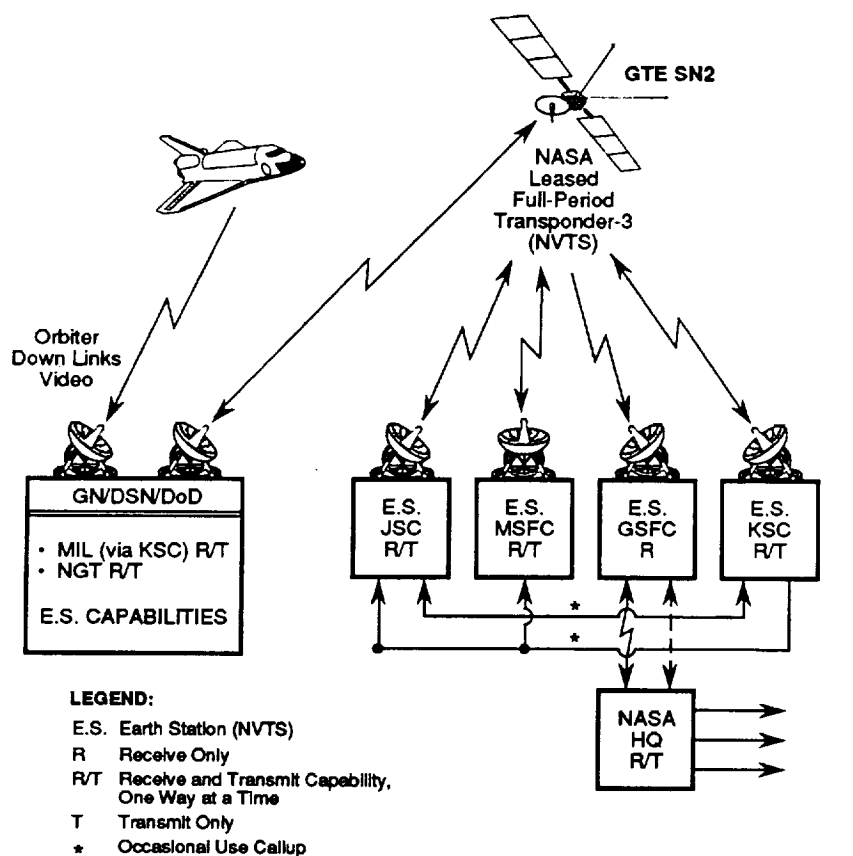 GTE SN2
NASA
Leased
Full-Period
Transponder-3
(NVTS)
Orbiter
Down Links
Video
GN/DSN/DoD
• MIL (via KSC) R/T
• NGT R/T
E.S. CAPABILITIES
E.S.
JSC
R/T
E.S.
MSFC
R/T
E.S.
GSFC
R
E.S.
KSC
R/T
*
*
NASA
HQ
R/T
LEGEND:
E.S. Earth Station (NVTS)
R Receive Only
R/T Receive and Transmit Capability,
One Way at a Time
T Transmit Only
* Occasional Use Callup